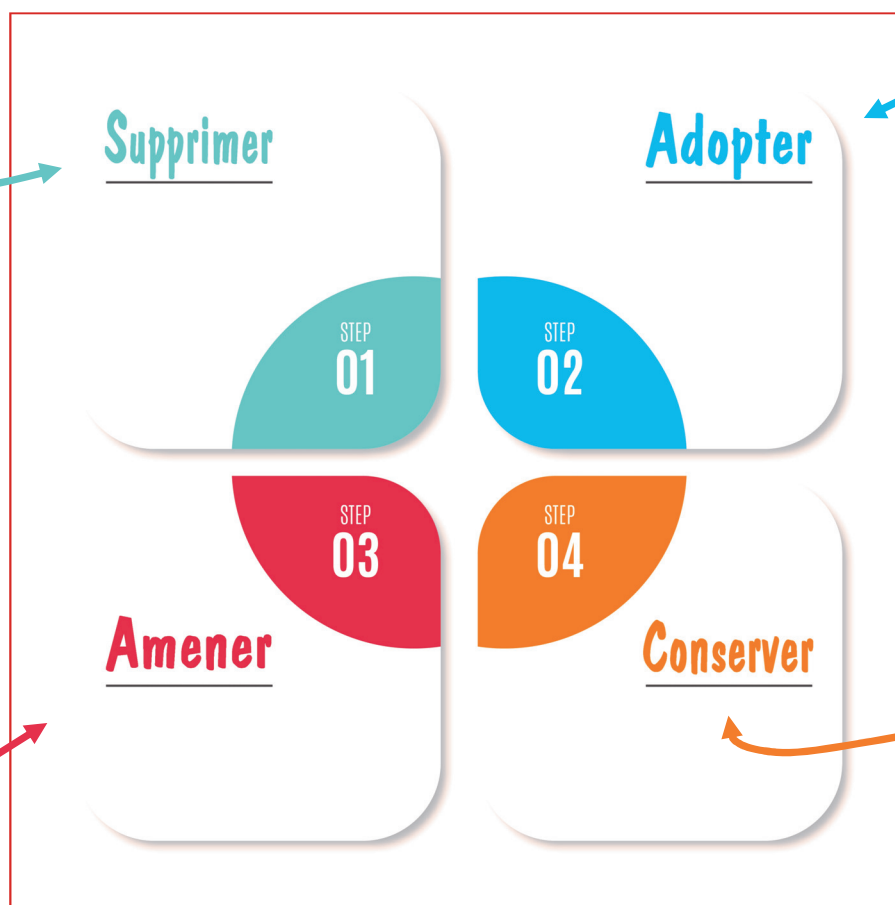 Supprimer
STEP
01
Adopter
STEP
02
STEP
03
Amener
STEP
04
Conserver